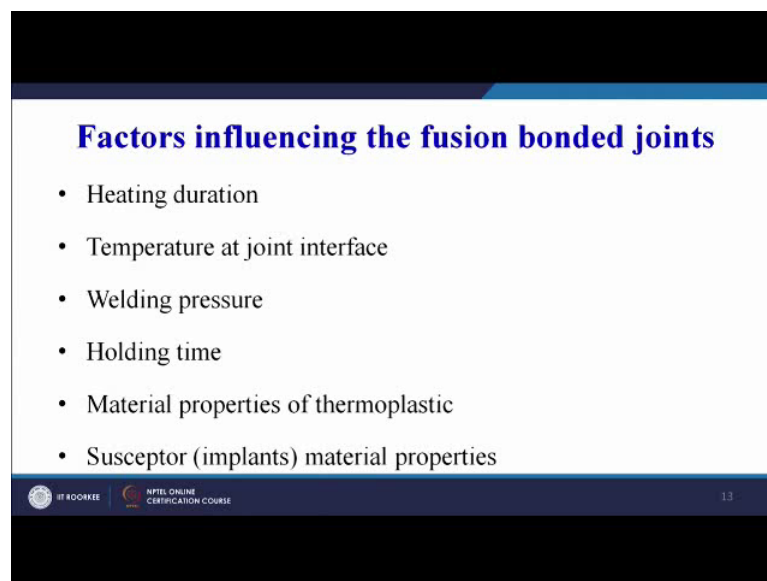 Factors influencing the fusion bonded joints
• Heating duration
• Temperature at joint interface
• Welding pressure
• Holding time
• Material properties of thermoplastic
• Susceptor (implants) material properties
IIT ROORKEE
NPTEL ONLINE
CERTIFICATION COURSE
13